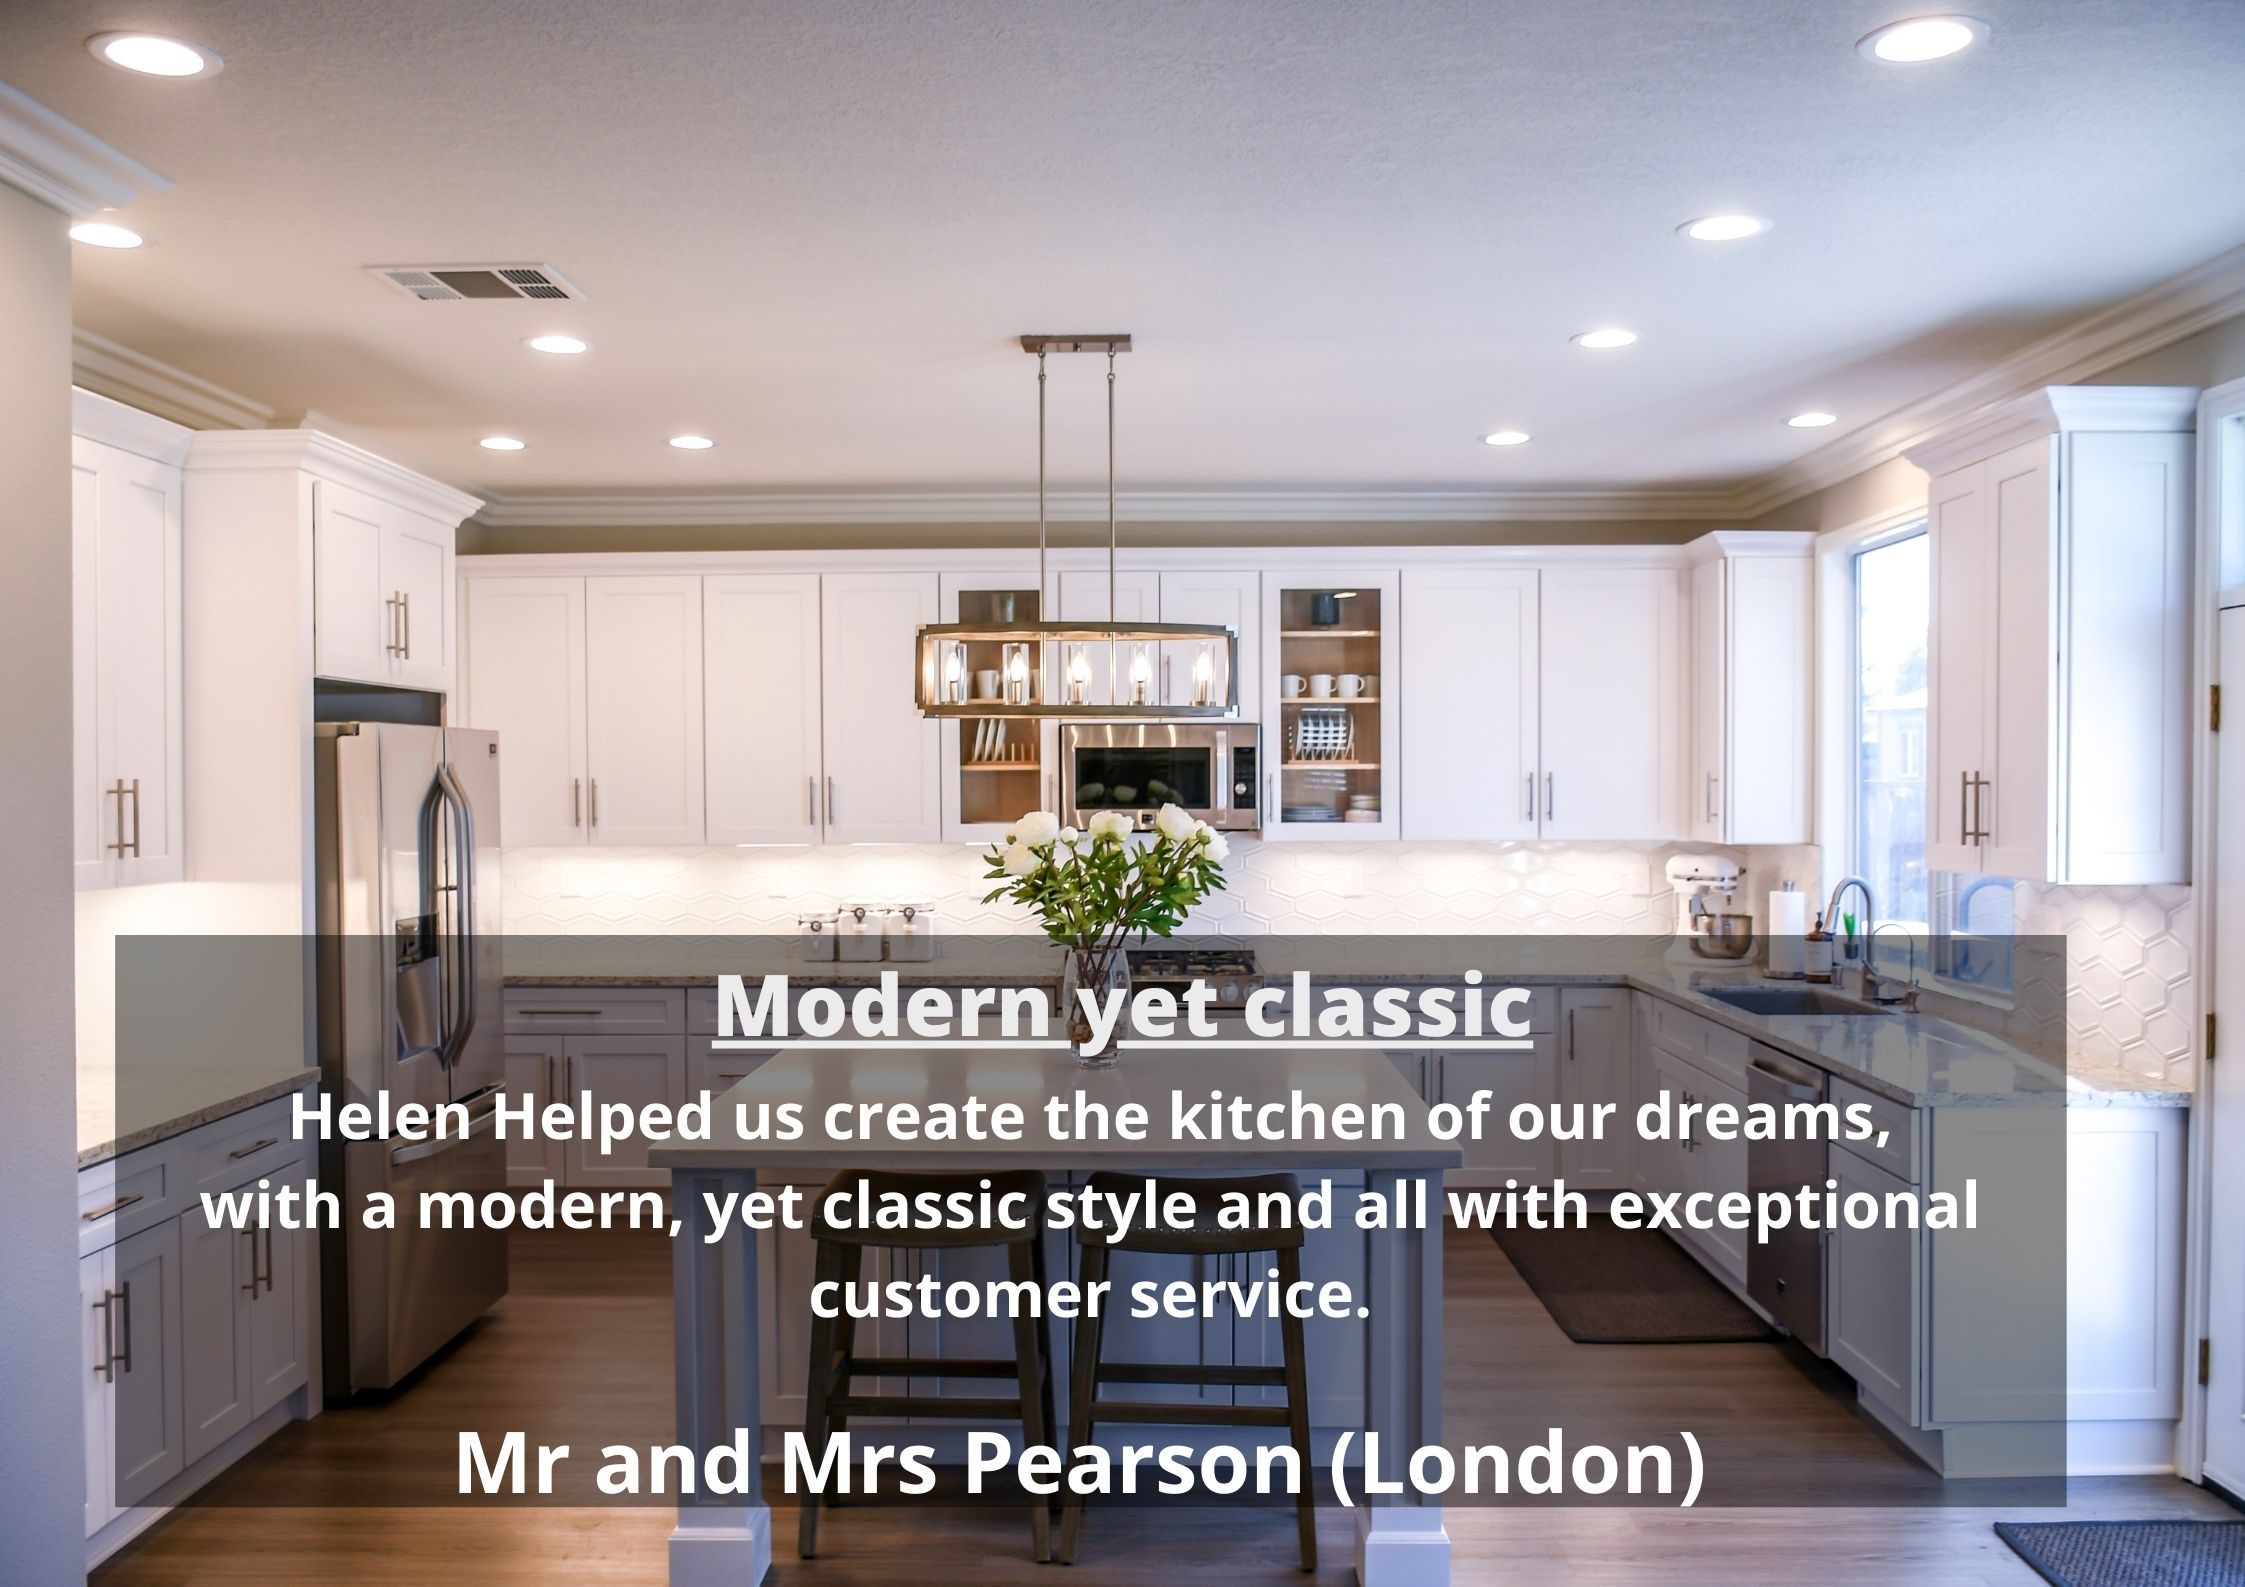 Modern yet classic
Helen Helped us create the kitchen of our dreams,
with a modern, yet classic style and all with exceptional
customer service.
Mr and Mrs Pearson (London)